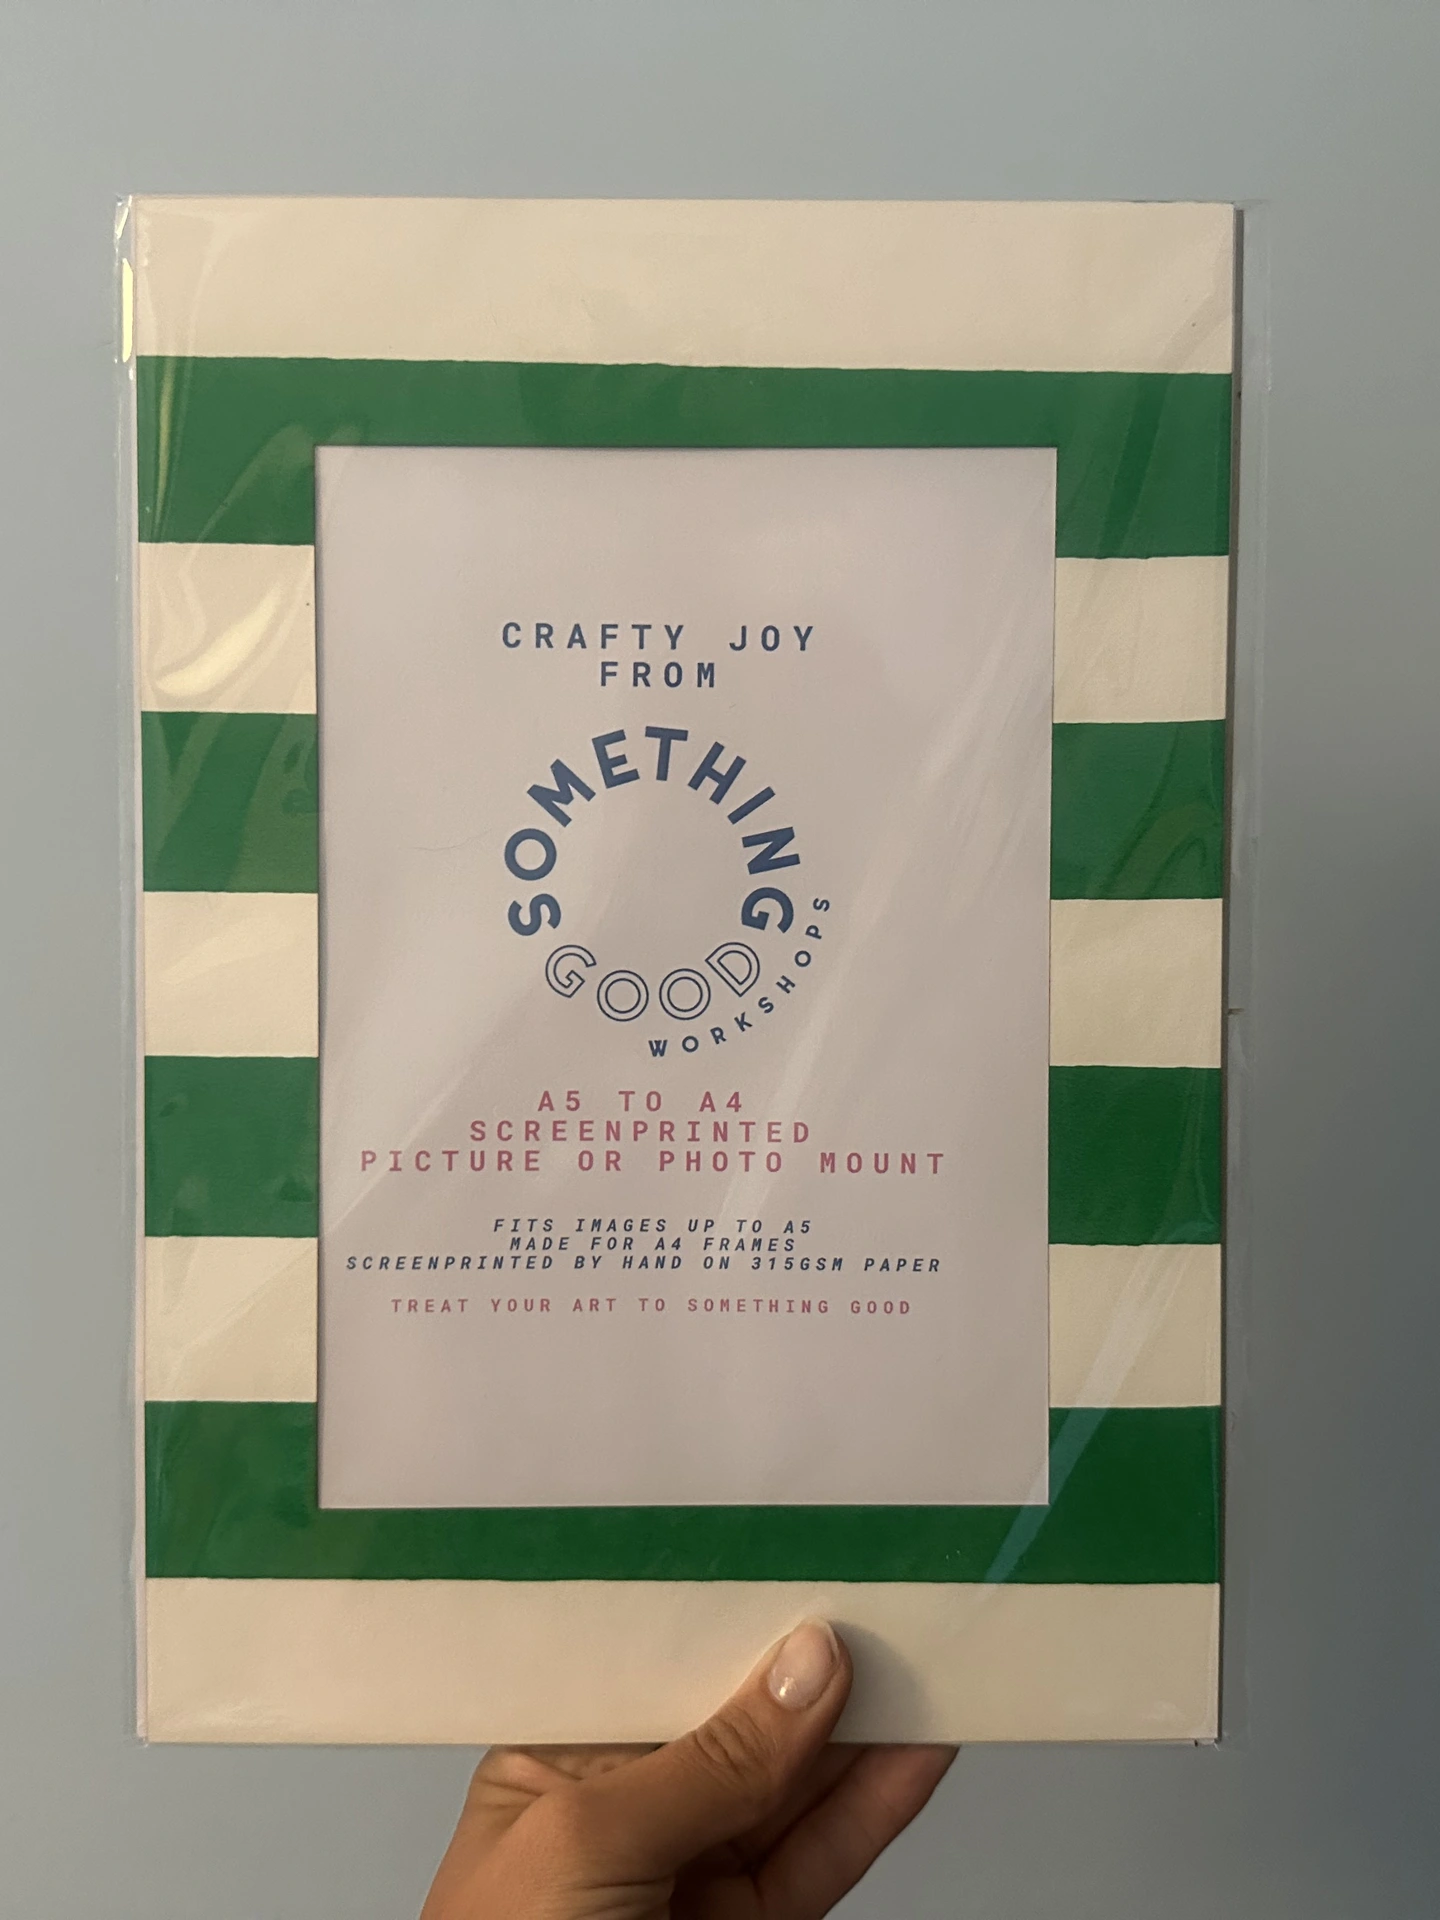 CRAFTY JOY
FROM
SOMETHING
GOOD
WORKSHOPS
A5 TO A4
SCREENPRINTED
PICTURE OR PHOTO MOUNT
FITS IMAGES UP TO A5
MADE FOR A4 FRAMES
SCREENPRINTED BY HAND ON 315GSM PAPER
TREAT YOUR ART TO SOMETHING GOOD